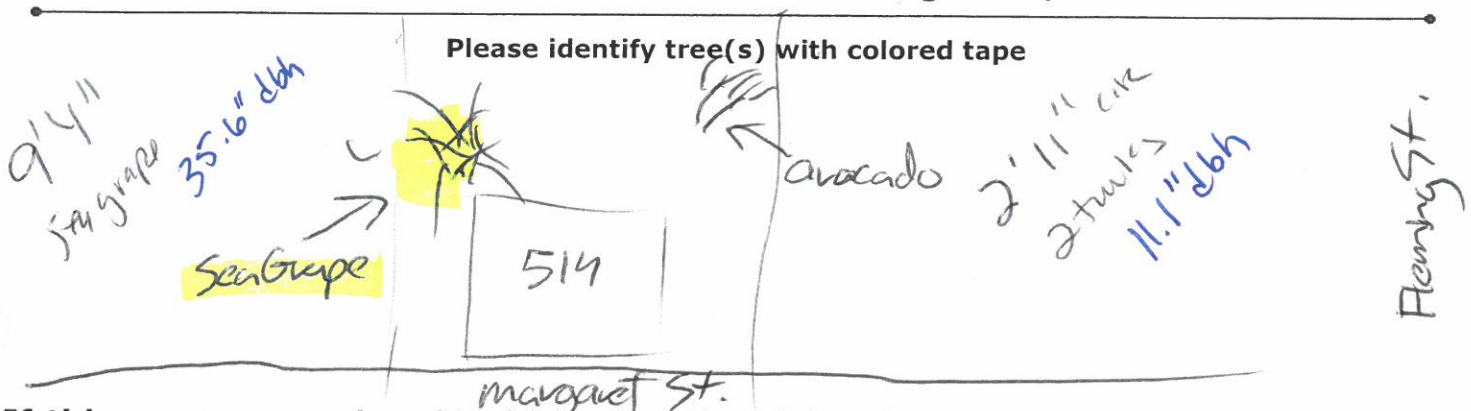 Please identify tree(s) with colored tape
9'4"
sea grape
35.6" dbh
SeaGrape
514
avocado
2' 11" circ
2 trunks
11.1" dbh
Fleming St.
margaret St.